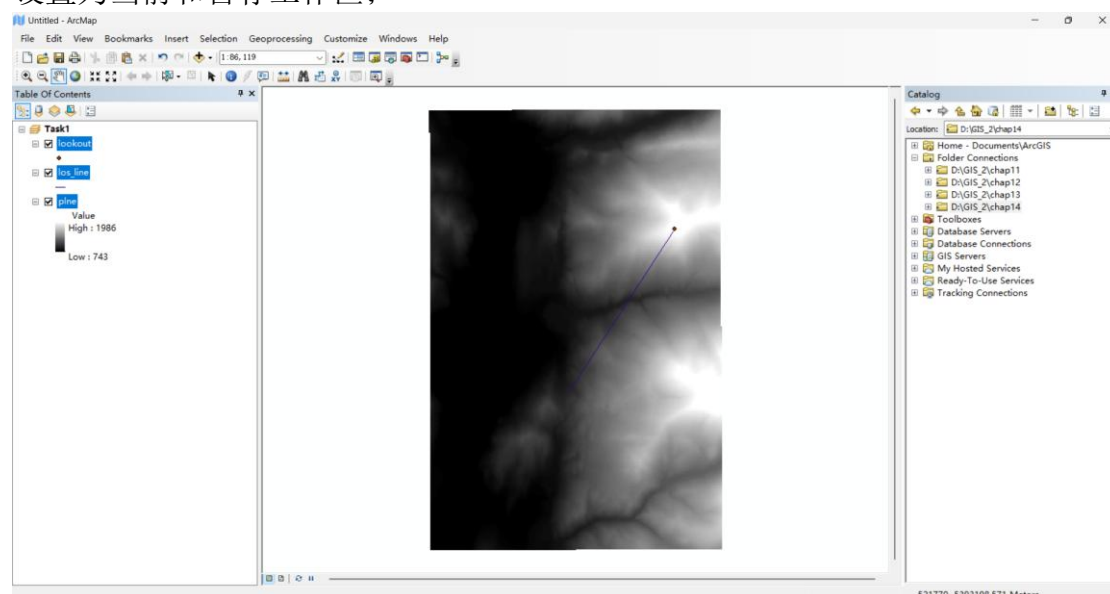 设置为当前和暂存工作区；
Untitled - ArcMap
File Edit View Bookmarks Insert Selection Geoprocessing Customize Windows Help
1:86,119
Table Of Contents
Catalog
Task1
lookout
los_line
plne
Value
High : 1986
Low : 743
Location: D:\GIS_2\chap14
Home - Documents\ArcGIS
Folder Connections
D:\GIS_2\chap11
D:\GIS_2\chap12
D:\GIS_2\chap13
D:\GIS_2\chap14
Toolboxes
Database Servers
Database Connections
GIS Servers
My Hosted Services
Ready-To-Use Services
Tracking Connections